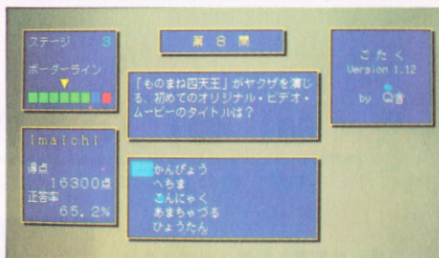 ステージ 3
ボーダーライン
第8問
「ものまね四天王」がヤクザを演じ
る、初めてのオリジナル・ビデオ・
ムービーのタイトルは？
ごたく
Version 1.12
by Q舎
Imaichi
得点
16300点
正答率
65.2%
かんぴょう
へちま
こんにゃく
あまちゃづる
ひょうたん